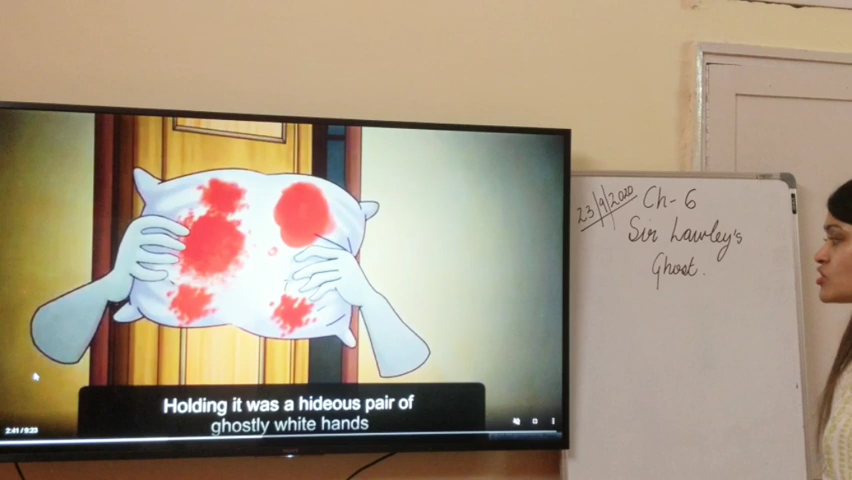 Holding it was a hideous pair of
ghostly white hands
2:41 / 9:23
23/9/2020
Ch-6
Sir Lawley's
Ghost.